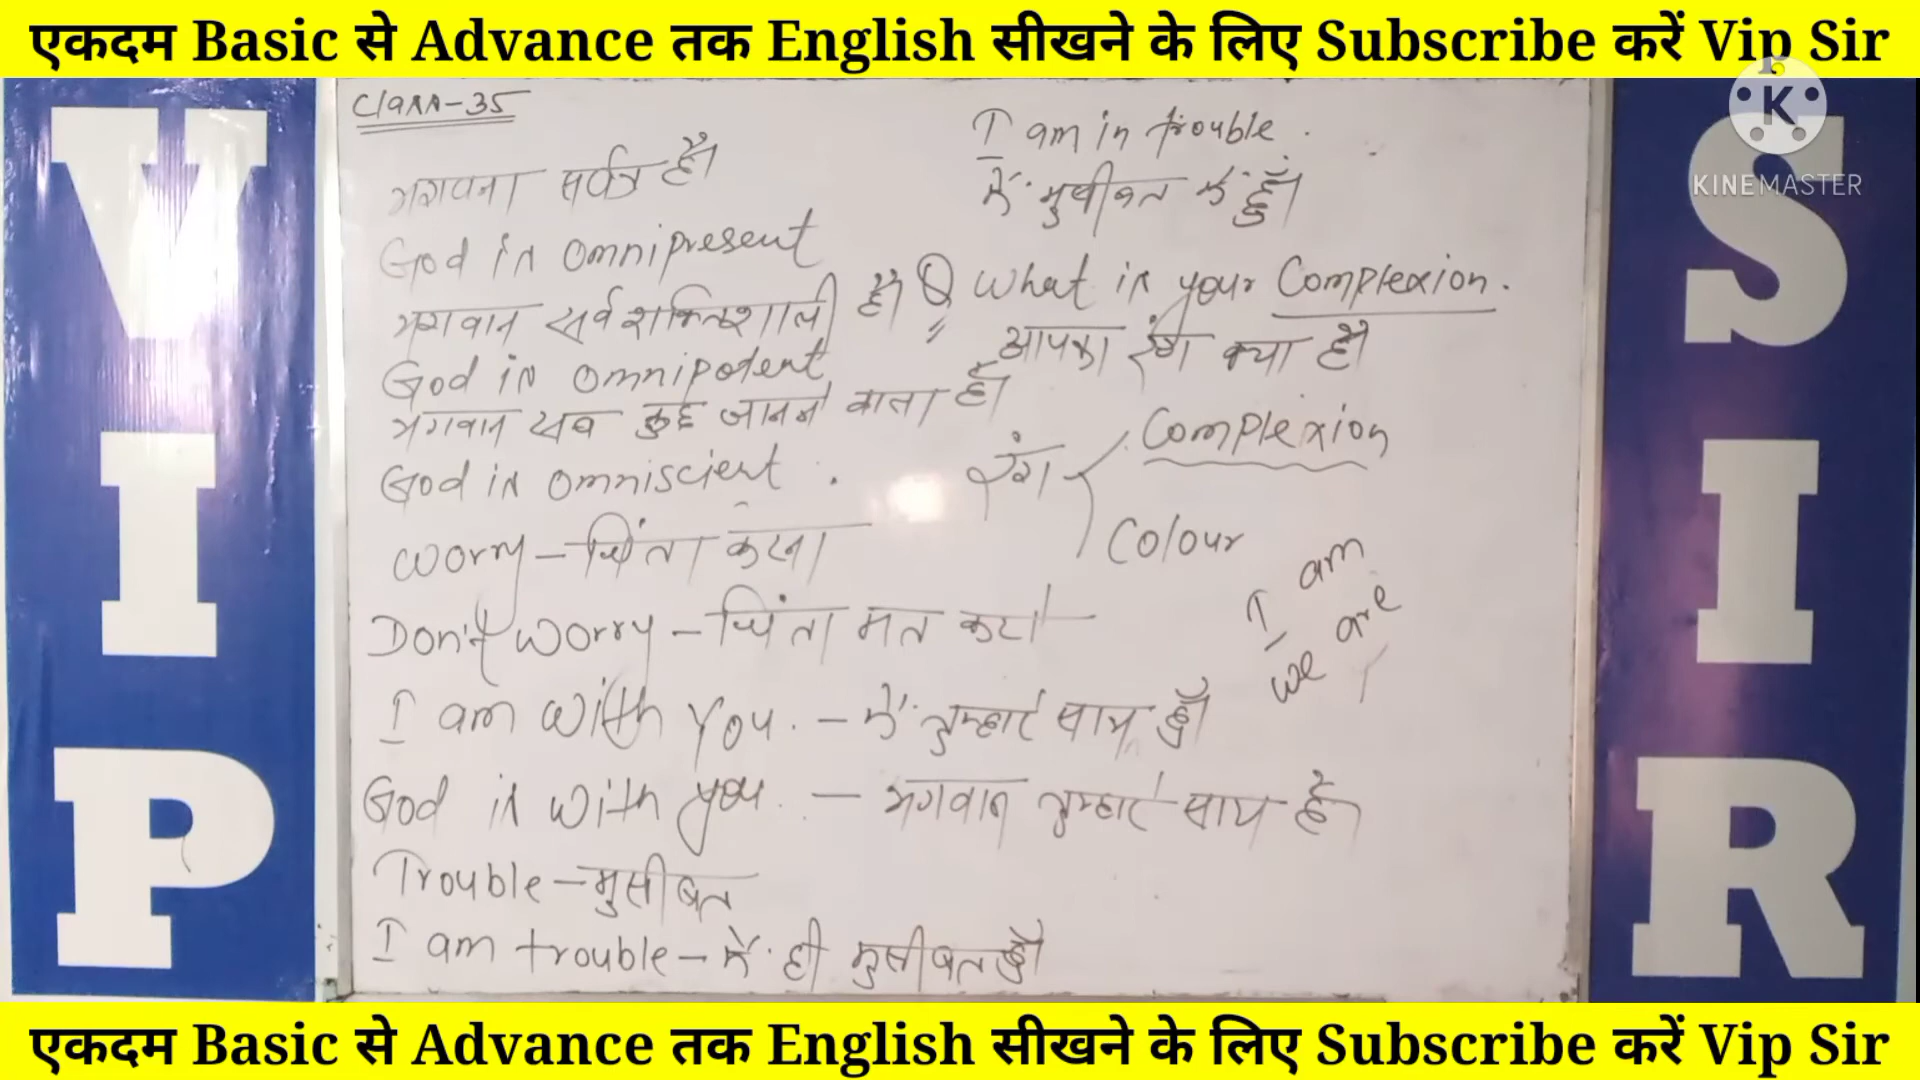 एकदम Basic से Advance तक English सीखने के लिए Subscribe करें Vip Sir
VIP
SIR
KINEMASTER
Class-35
भगवना सर्वत्र है।
God is omnipresent
भगवान सर्वशक्तिशाली है।
God is omnipotent
भगवान सब कुछ जानने वाला है।
God is omniscient.
worry – चिंता करना
Don't worry – चिंता मत करो
I am with you. – मैं तुम्हारे साथ हूँ।
God is with you. – भगवान तुम्हारे साथ है।
Trouble – मुसीबत
I am trouble – मैं ही मुसीबत हूँ।
I am in trouble.
मैं मुसीबत में हूँ।
Q What is your Complexion.
आपका रंग क्या है।
रंग
Complexion
Colour
I am
we are
एकदम Basic से Advance तक English सीखने के लिए Subscribe करें Vip Sir